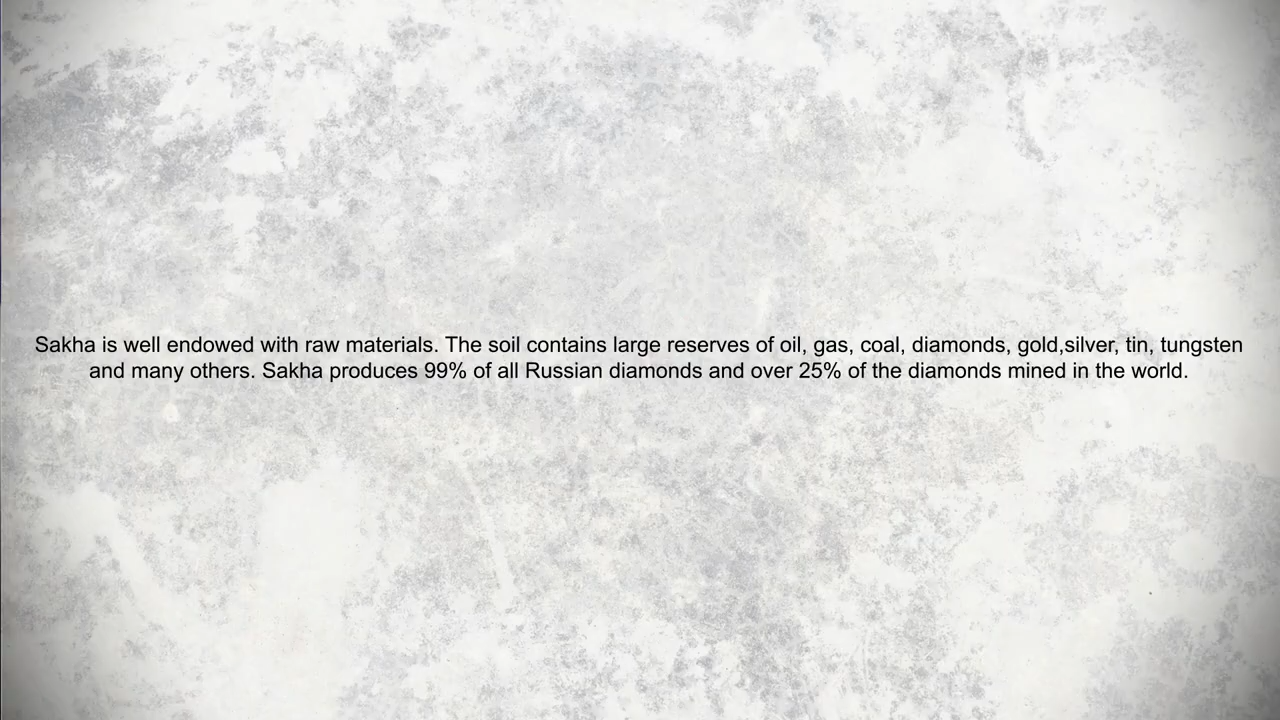 Sakha is well endowed with raw materials. The soil contains large reserves of oil, gas, coal, diamonds, gold,silver, tin, tungsten
and many others. Sakha produces 99% of all Russian diamonds and over 25% of the diamonds mined in the world.